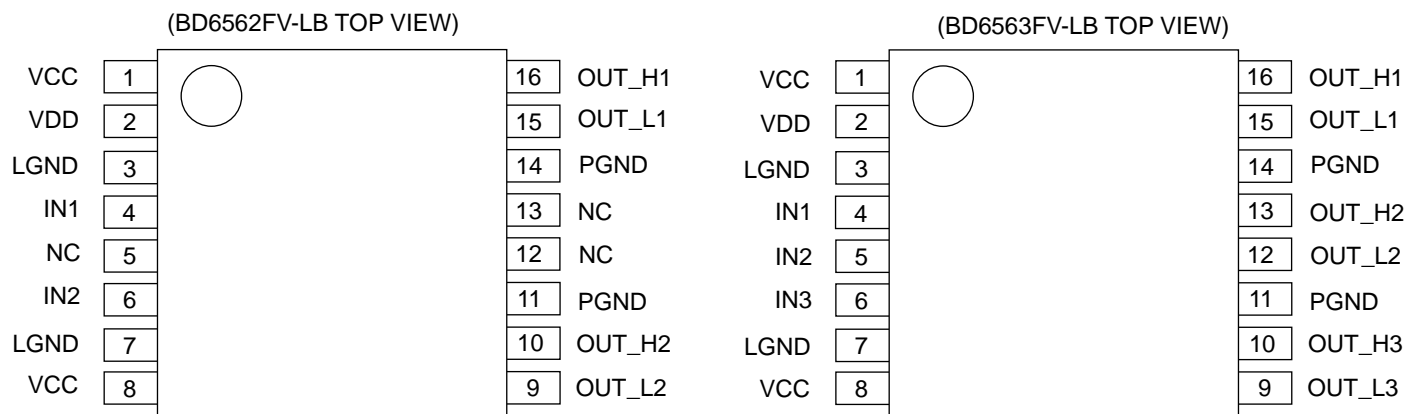 (BD6562FV-LB TOP VIEW)
VCC 1 16 OUT_H1
VDD 2 15 OUT_L1
LGND 3 14 PGND
IN1 4 13 NC
NC 5 12 NC
IN2 6 11 PGND
LGND 7 10 OUT_H2
VCC 8 9 OUT_L2
(BD6563FV-LB TOP VIEW)
VCC 1 16 OUT_H1
VDD 2 15 OUT_L1
LGND 3 14 PGND
IN1 4 13 OUT_H2
IN2 5 12 OUT_L2
IN3 6 11 PGND
LGND 7 10 OUT_H3
VCC 8 9 OUT_L3